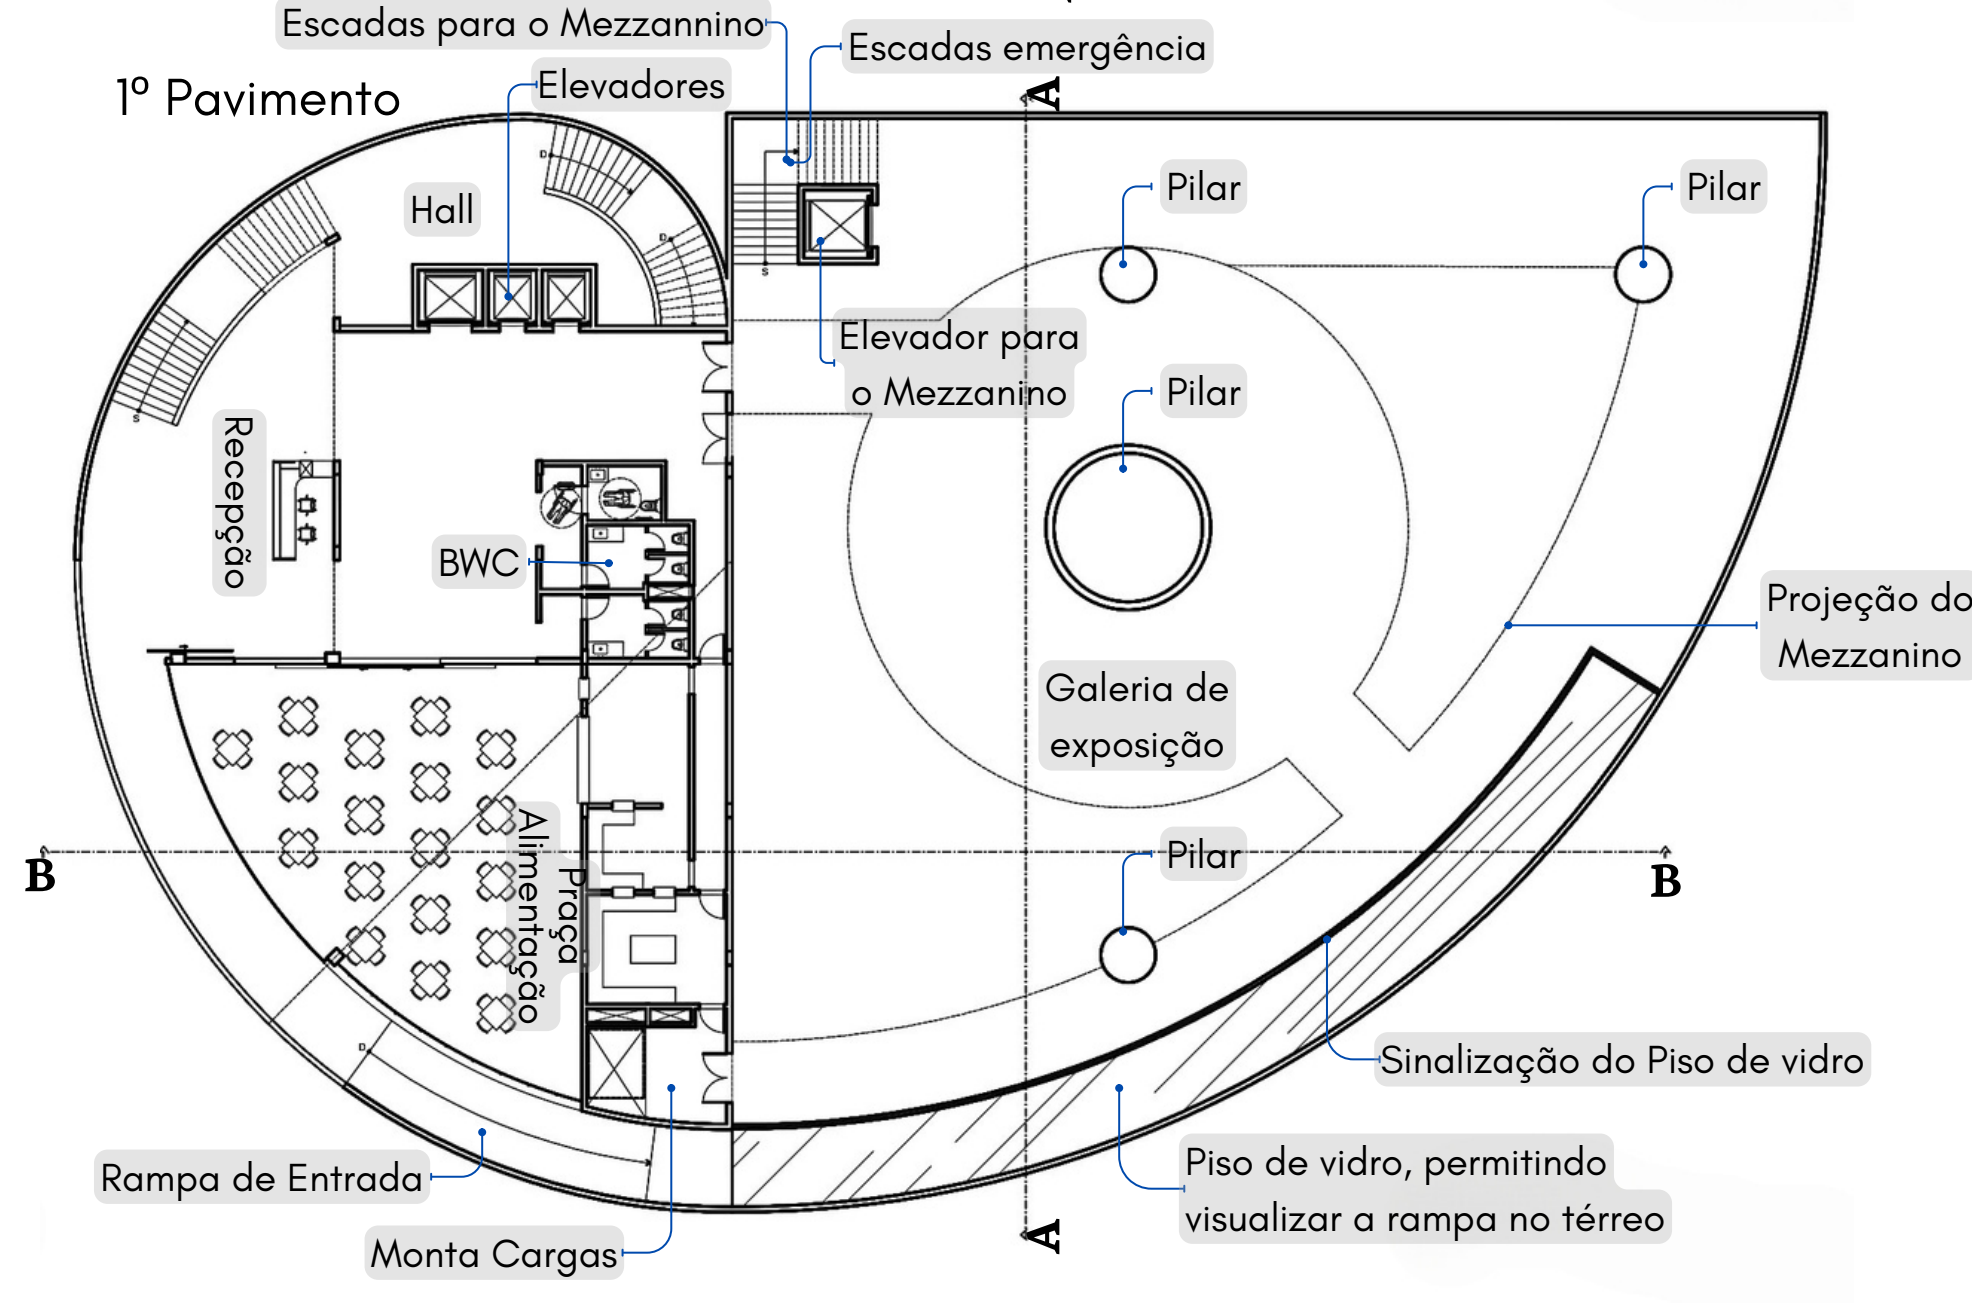 Escadas para o Mezzannino
Escadas emergência
1º Pavimento
Elevadores
A
Hall
Pilar
Pilar
D
D
S
Elevador para
o Mezzanino
Pilar
S
Recepção
BWC
Projeção do
Mezzanino
Galeria de
exposição
Praça
Alimentação
Pilar
B
B
D
Sinalização do Piso de vidro
Rampa de Entrada
Piso de vidro, permitindo
visualizar a rampa no térreo
Monta Cargas
A